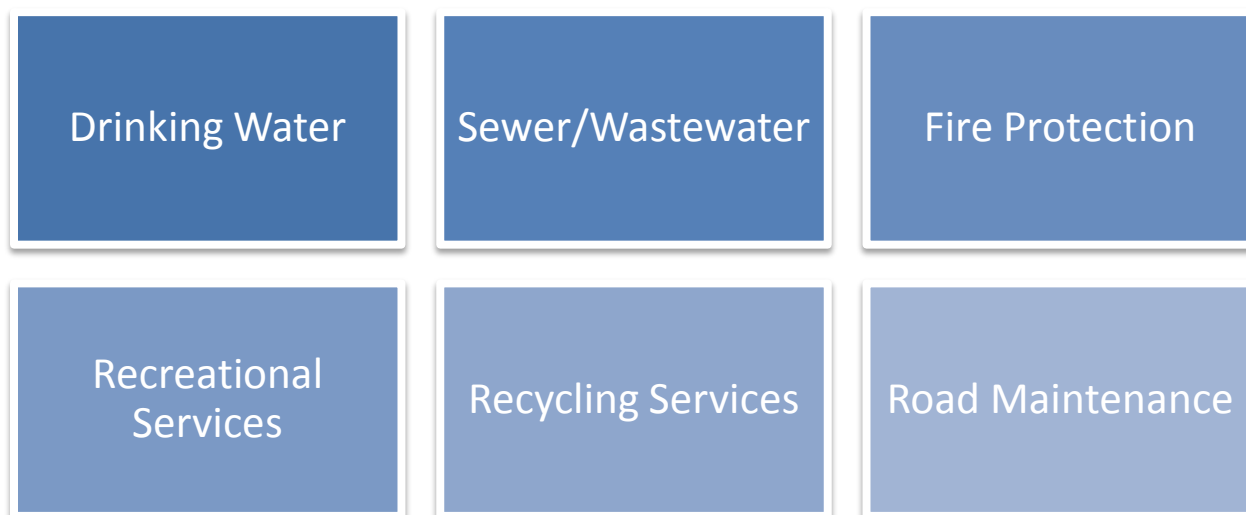 Drinking Water
Sewer/Wastewater
Fire Protection
Recreational
Services
Recycling Services
Road Maintenance